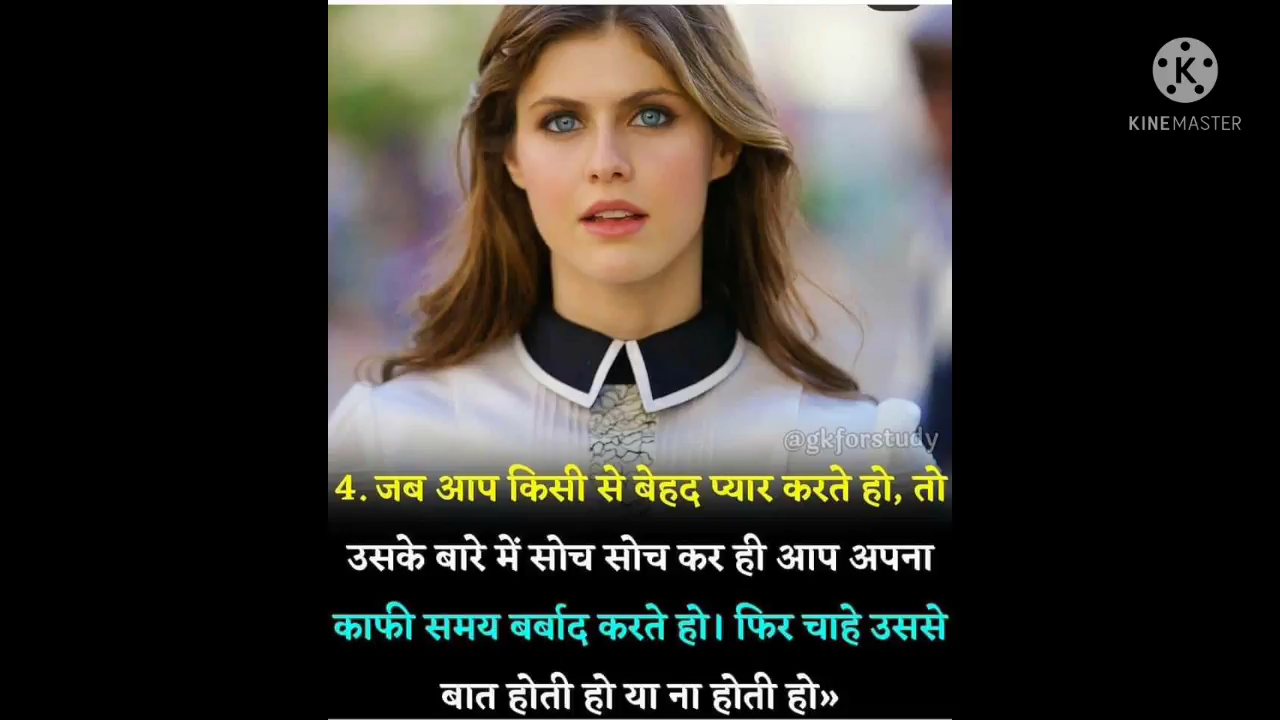 KINEMASTER
@gkforstudy
4. जब आप किसी से बेहद प्यार करते हो, तो
उसके बारे में सोच सोच कर ही आप अपना
काफी समय बर्बाद करते हो। फिर चाहे उससे
बात होती हो या ना होती हो»